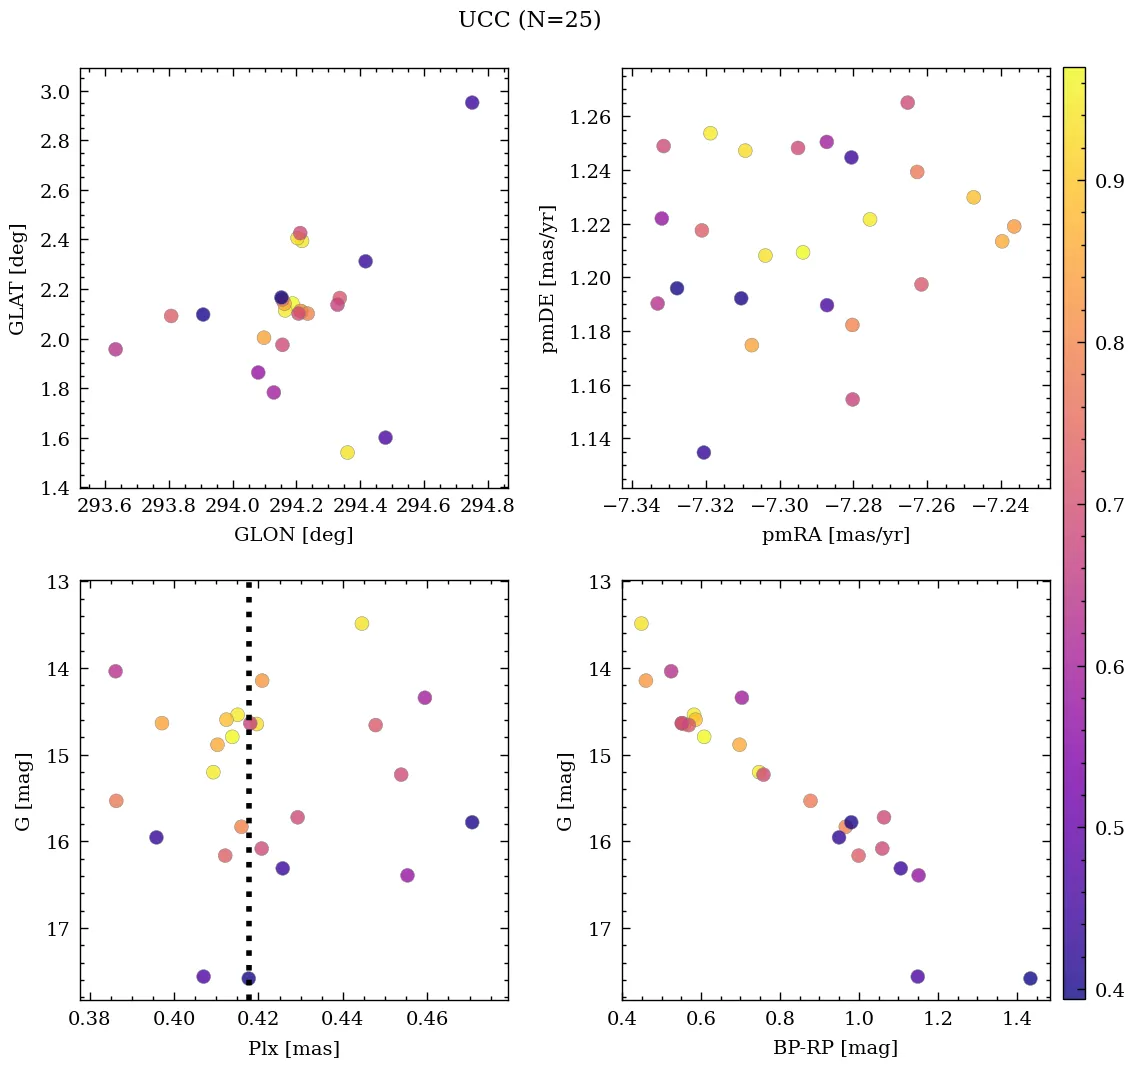 UCC (N=25)
3.0
2.8
2.6
2.4
2.2
2.0
1.8
1.6
1.4
GLAT [deg]
293.6 293.8 294.0 294.2 294.4 294.6 294.8
GLON [deg]
1.26
1.24
1.22
1.20
1.18
1.16
1.14
pmDE [mas/yr]
−7.34 −7.32 −7.30 −7.28 −7.26 −7.24
pmRA [mas/yr]
13
14
15
16
17
G [mag]
0.38 0.40 0.42 0.44 0.46
Plx [mas]
13
14
15
16
17
G [mag]
0.4 0.6 0.8 1.0 1.2 1.4
BP-RP [mag]
0.9
0.8
0.7
0.6
0.5
0.4